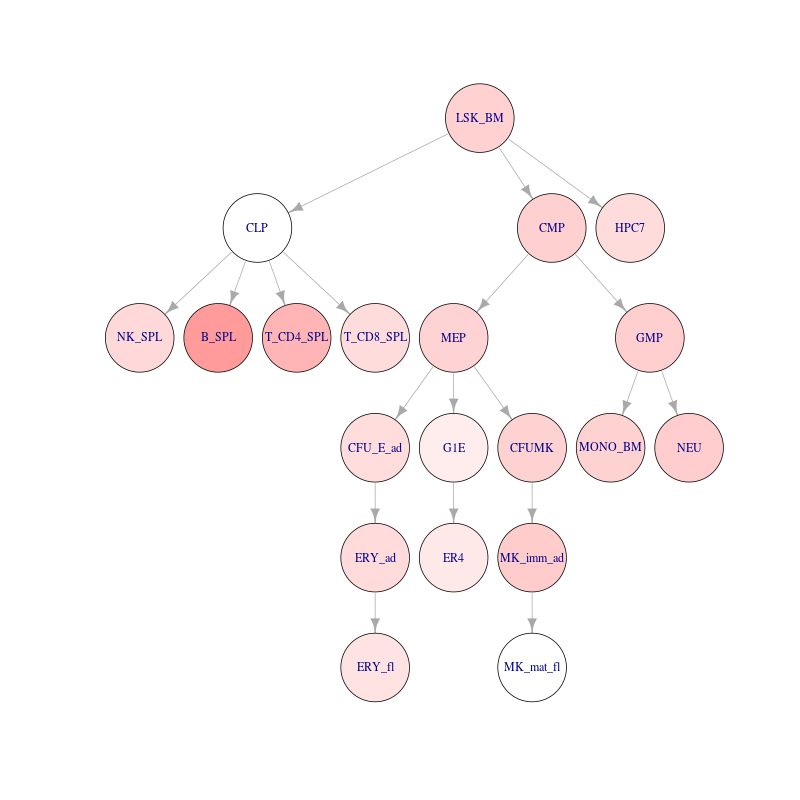 LSK_BM
CLP
CMP
HPC7
NK_SPL
B_SPL
T_CD4_SPL
T_CD8_SPL
MEP
GMP
CFU_E_ad
G1E
CFUMK
MONO_BM
NEU
ERY_ad
ER4
MK_imm_ad
ERY_fl
MK_mat_fl